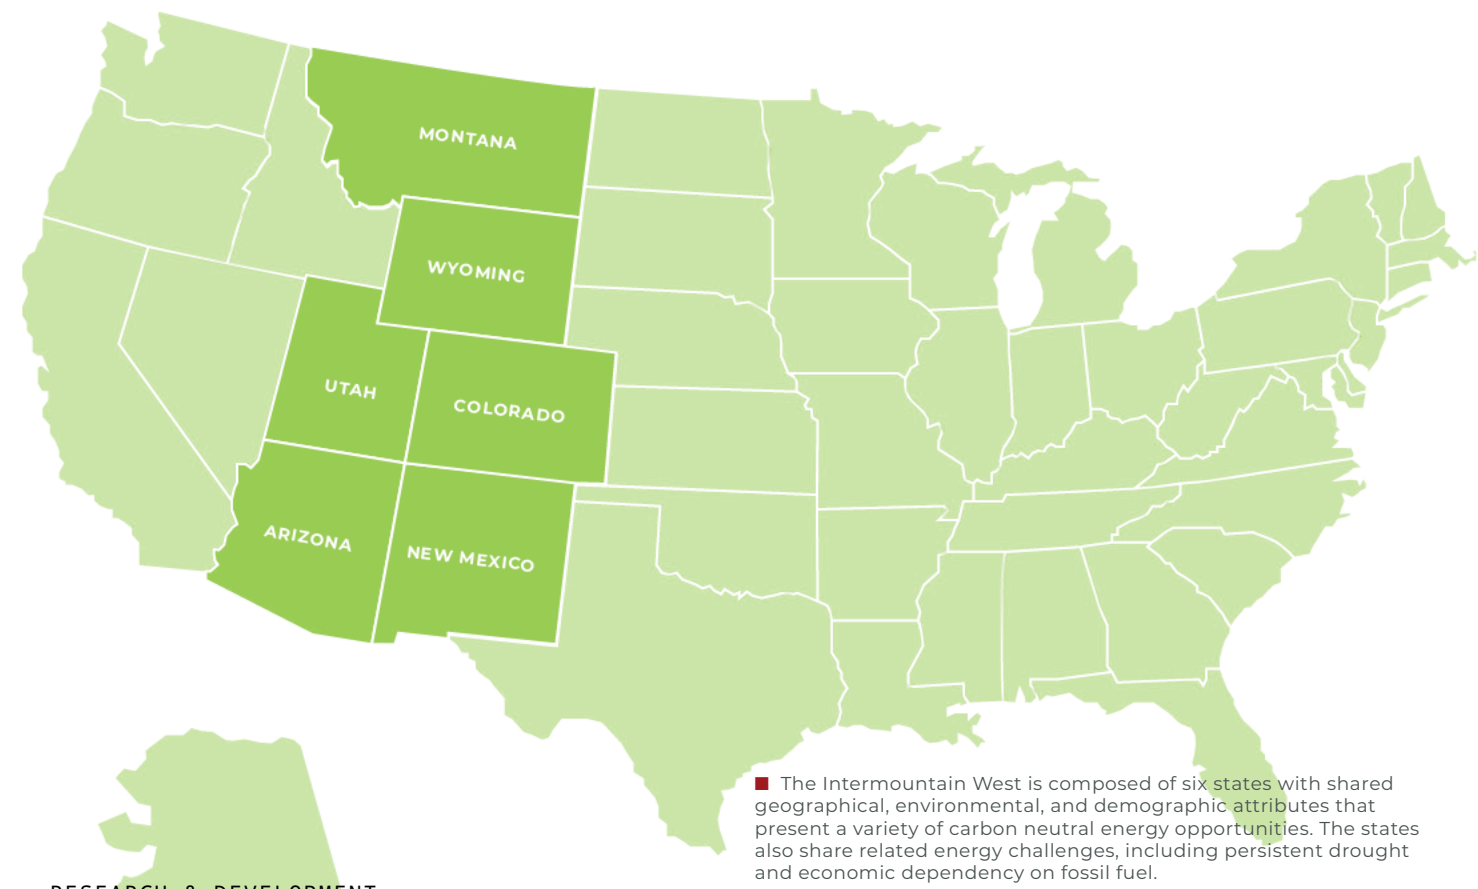 MONTANA
WYOMING
UTAH
COLORADO
ARIZONA
NEW MEXICO
■ The Intermountain West is composed of six states with shared
geographical, environmental, and demographic attributes that
present a variety of carbon neutral energy opportunities. The states
also share related energy challenges, including persistent drought
and economic dependency on fossil fuel.
RESEARCH & DEVELOPMENT